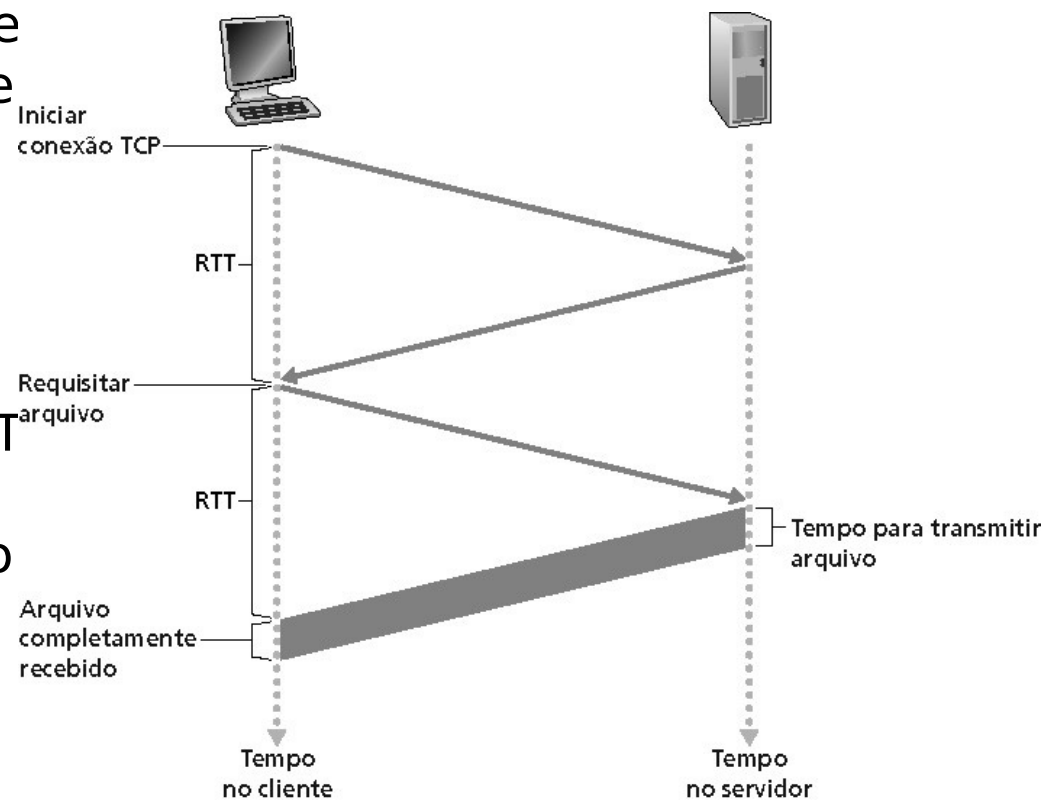 e
e
Iniciar
conexão TCP
RTT
Requisitar
arquivo
T
RTT
Tempo para transmitir
arquivo
o
Arquivo
completamente
recebido
Tempo
no cliente
Tempo
no servidor